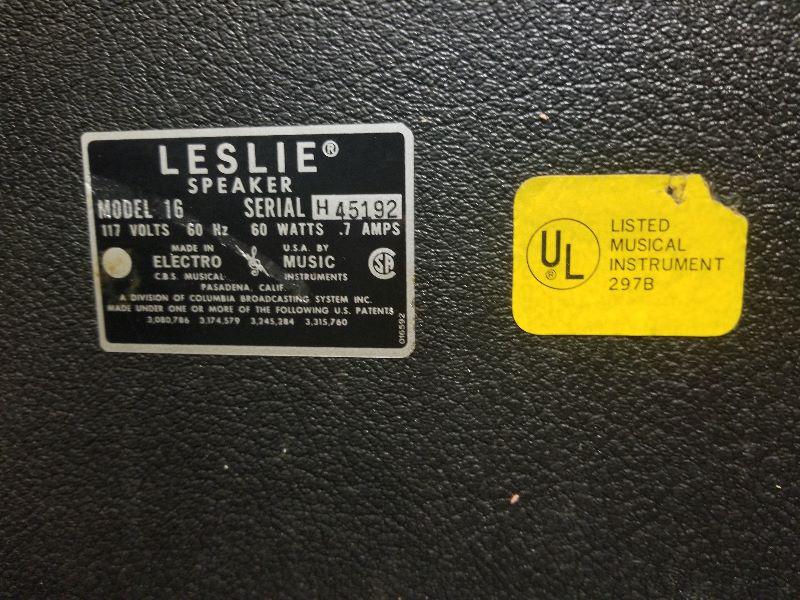 LESLIE®
SPEAKER
MODEL 16 SERIAL H 45192
117 VOLTS 60 Hz 60 WATTS .7 AMPS
MADE IN U.S.A. BY
ELECTRO MUSIC
C.B.S. MUSICAL INSTRUMENTS
PASADENA, CALIF.
A DIVISION OF COLUMBIA BROADCASTING SYSTEM INC.
MADE UNDER ONE OR MORE OF THE FOLLOWING U.S. PATENTS
3,080,786 3,174,579 3,245,284 3,315,760
016592
SA
UL®
LISTED
MUSICAL
INSTRUMENT
297B